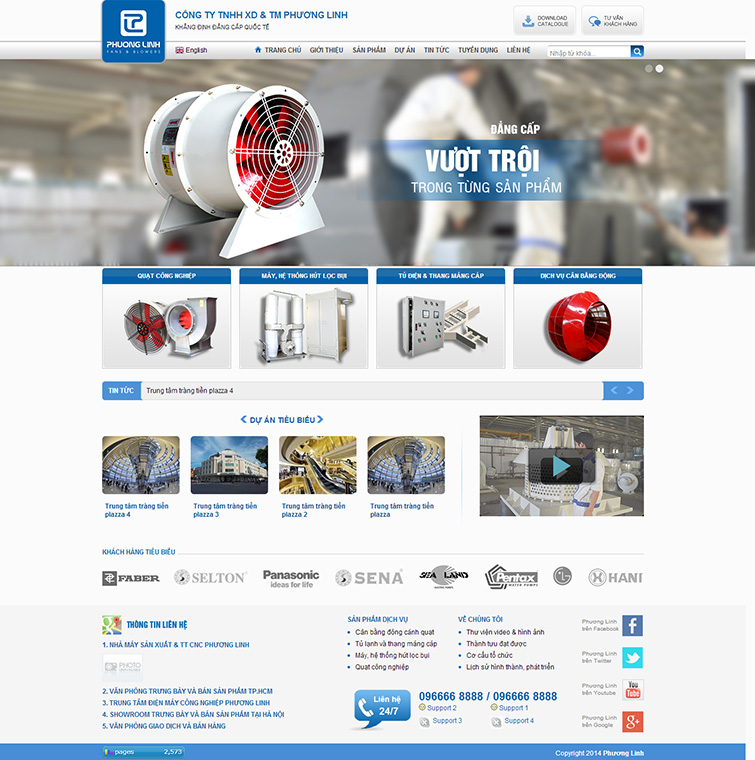 PHUONG LINH
FANS & BLOWERS
CÔNG TY TNHH XD & TM PHƯƠNG LINH
KHẲNG ĐỊNH ĐẲNG CẤP QUỐC TẾ
DOWNLOAD
CATALOGUE
TƯ VẤN
KHÁCH HÀNG
English
TRANG CHỦ GIỚI THIỆU SẢN PHẨM DỰ ÁN TIN TỨC TUYỂN DỤNG LIÊN HỆ
Nhập từ khóa...
ĐẲNG CẤP
VƯỢT TRỘI
TRONG TỪNG SẢN PHẨM
QUẠT CÔNG NGHIỆP
MÁY, HỆ THỐNG HÚT LỌC BỤI
TỦ ĐIỆN & THANG MÁNG CÁP
DỊCH VỤ CÂN BẰNG ĐỘNG
TIN TỨC
Trung tâm tràng tiền plazza 4
DỰ ÁN TIÊU BIỂU
Trung tâm tràng tiền
plazza 4
Trung tâm tràng tiền
plazza 3
Trung tâm tràng tiền
plazza 2
Trung tâm tràng tiền
plazza
KHÁCH HÀNG TIÊU BIỂU
FABER
SELTON
Panasonic
ideas for life
SENA
SEA LAND
Pentax
WATER PUMPS
LG
HANI
THÔNG TIN LIÊN HỆ
1. NHÀ MÁY SẢN XUẤT & TT CNC PHƯƠNG LINH
PHOTO
2. VĂN PHÒNG TRƯNG BÀY VÀ BÁN SẢN PHẨM TP.HCM
3. TRUNG TÂM ĐIỆN MÁY CÔNG NGHIỆP PHƯƠNG LINH
4. SHOWROOM TRƯNG BÀY VÀ BÁN SẢN PHẨM TẠI HÀ NỘI
5. VĂN PHÒNG GIAO DỊCH VÀ BÁN HÀNG
SẢN PHẨM DỊCH VỤ
Cân bằng động cánh quạt
Tủ lạnh và thang máng cáp
Máy, hệ thống hút lọc bụi
Quạt công nghiệp
VỀ CHÚNG TÔI
Thư viện video & hình ảnh
Thành tựu đạt được
Cơ cấu tổ chức
Lịch sử hình thành, phát triển
Liên hệ
24/7
096666 8888 / 096666 8888
Support 2
Support 1
Support 3
Support 4
Phương Linh
trên Facebook
Phương Linh
trên Twitter
Phương Linh
trên Youtube
You
Tube
Phương Linh
trên Google
pages 2,573
Copyright 2014 Phương Linh